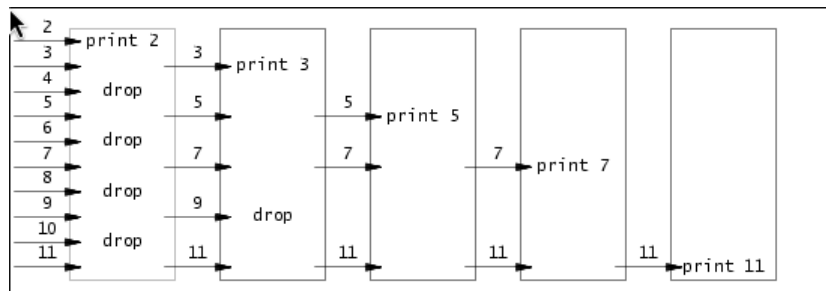 2 print 2
3 3 print 3
4 drop
5 5 5 print 5
6 drop
7 7 7 7 print 7
8 drop
9 9 drop
10 drop
11 11 11 11 11 print 11